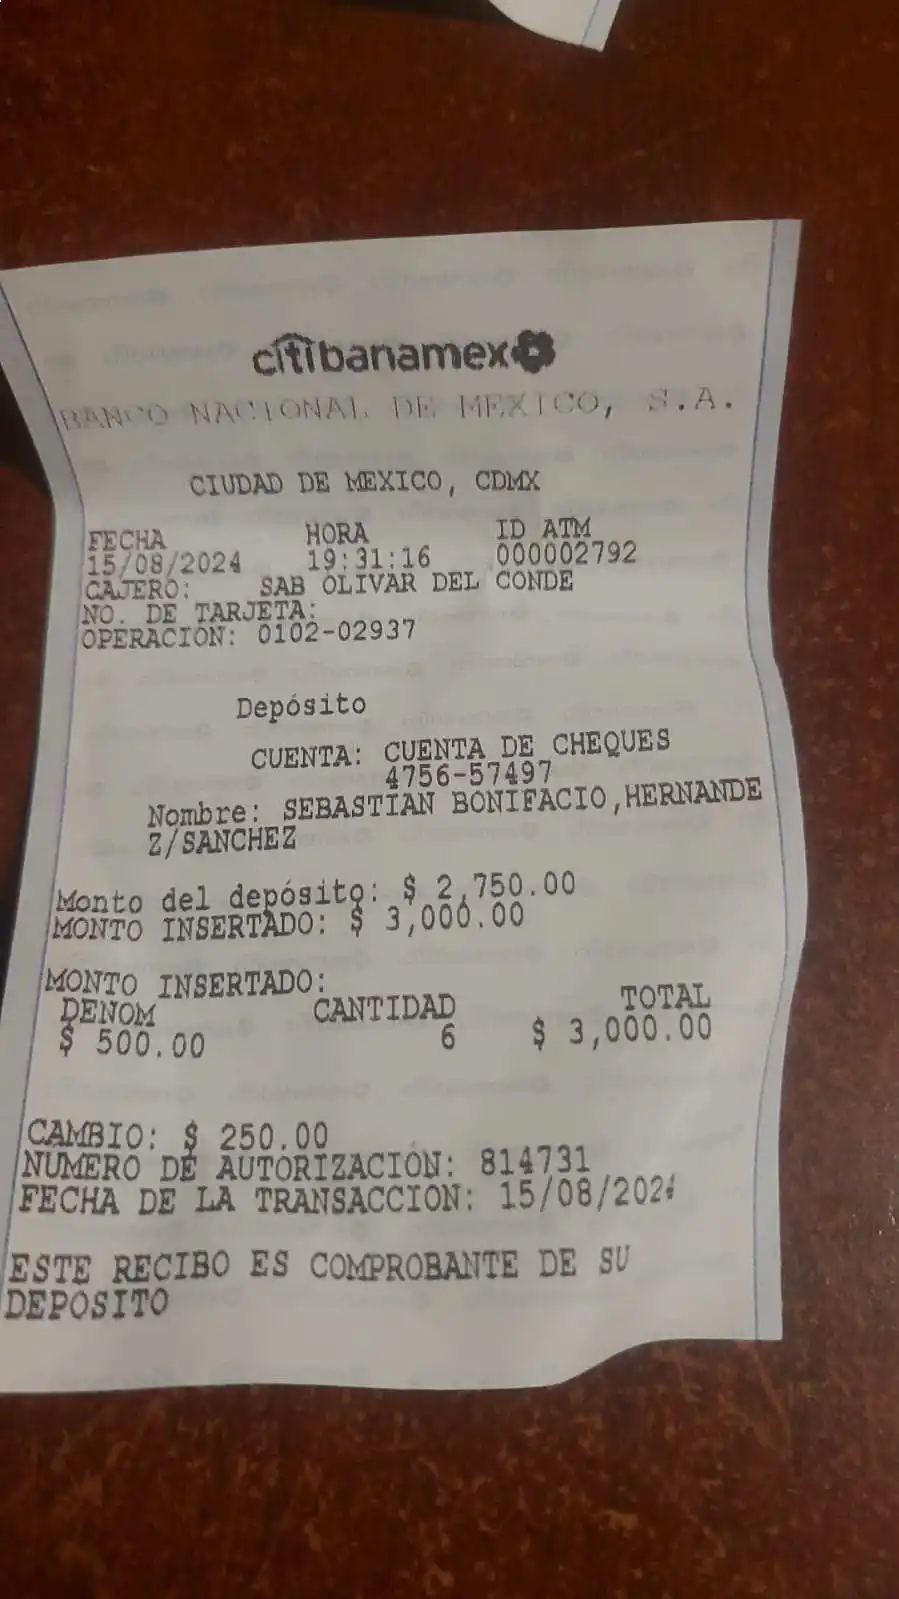 citibanamex
BANCO NACIONAL DE MEXICO, S.A.
CIUDAD DE MEXICO, CDMX
FECHA HORA ID ATM
15/08/2024 19:31:16 000002792
CAJERO: SAB OLIVAR DEL CONDE
NO. DE TARJETA:
OPERACION: 0102-02937
Depósito
CUENTA: CUENTA DE CHEQUES
4756-57497
Nombre: SEBASTIAN BONIFACIO,HERNANDE
Z/SANCHEZ
Monto del depósito: $ 2,750.00
MONTO INSERTADO: $ 3,000.00
MONTO INSERTADO:
DENOM CANTIDAD TOTAL
$ 500.00 6 $ 3,000.00
CAMBIO: $ 250.00
NUMERO DE AUTORIZACION: 814731
FECHA DE LA TRANSACCION: 15/08/2024
ESTE RECIBO ES COMPROBANTE DE SU
DEPOSITO